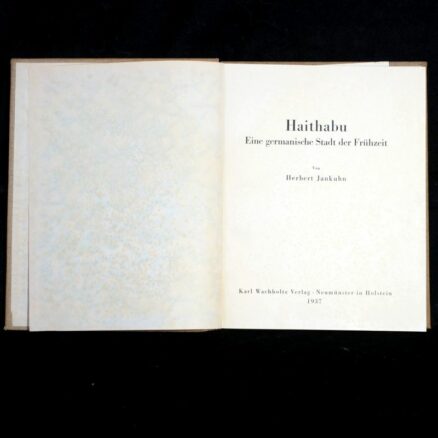 Haithabu
Eine germanische Stadt der Frühzeit
Von
Herbert Jankuhn
Karl Wachholtz Verlag · Neumünster in Holstein
1937